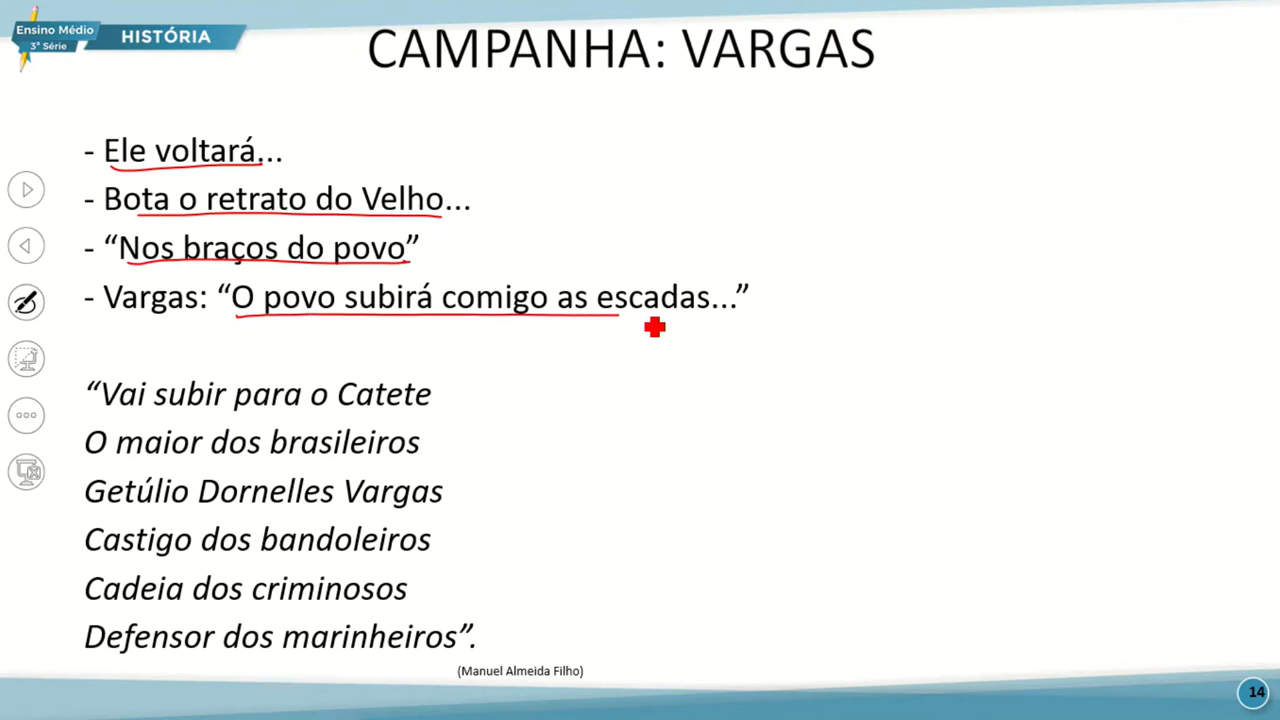 Ensino Médio
3ª Série
HISTÓRIA
CAMPANHA: VARGAS
- Ele voltará...
- Bota o retrato do Velho...
- “Nos braços do povo”
- Vargas: “O povo subirá comigo as escadas...”
“Vai subir para o Catete
O maior dos brasileiros
Getúlio Dornelles Vargas
Castigo dos bandoleiros
Cadeia dos criminosos
Defensor dos marinheiros”.
(Manuel Almeida Filho)
14